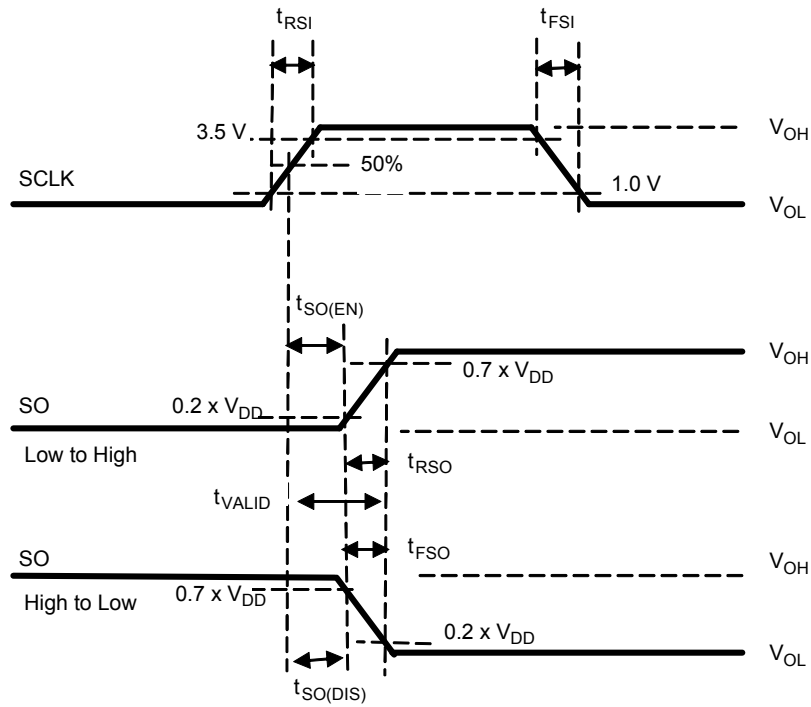 tRSI
tFSI
3.5 V
VOH
50%
SCLK
1.0 V
VOL
tSO(EN)
VOH
0.7 x VDD
SO
0.2 x VDD
VOL
Low to High
tRSO
tVALID
tFSO
SO
VOH
High to Low
0.7 x VDD
0.2 x VDD
VOL
tSO(DIS)